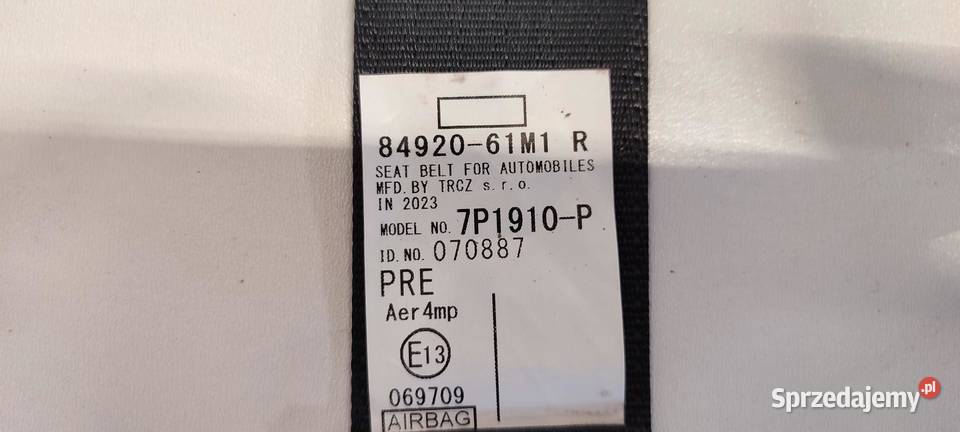 84920-61M1 R
SEAT BELT FOR AUTOMOBILES
MFD. BY TRCZ s.r.o.
IN 2023
MODEL NO. 7P1910-P
ID. NO. 070887
PRE
Aer4mp
E13
069709
AIRBAG
Sprzedajemy.pl